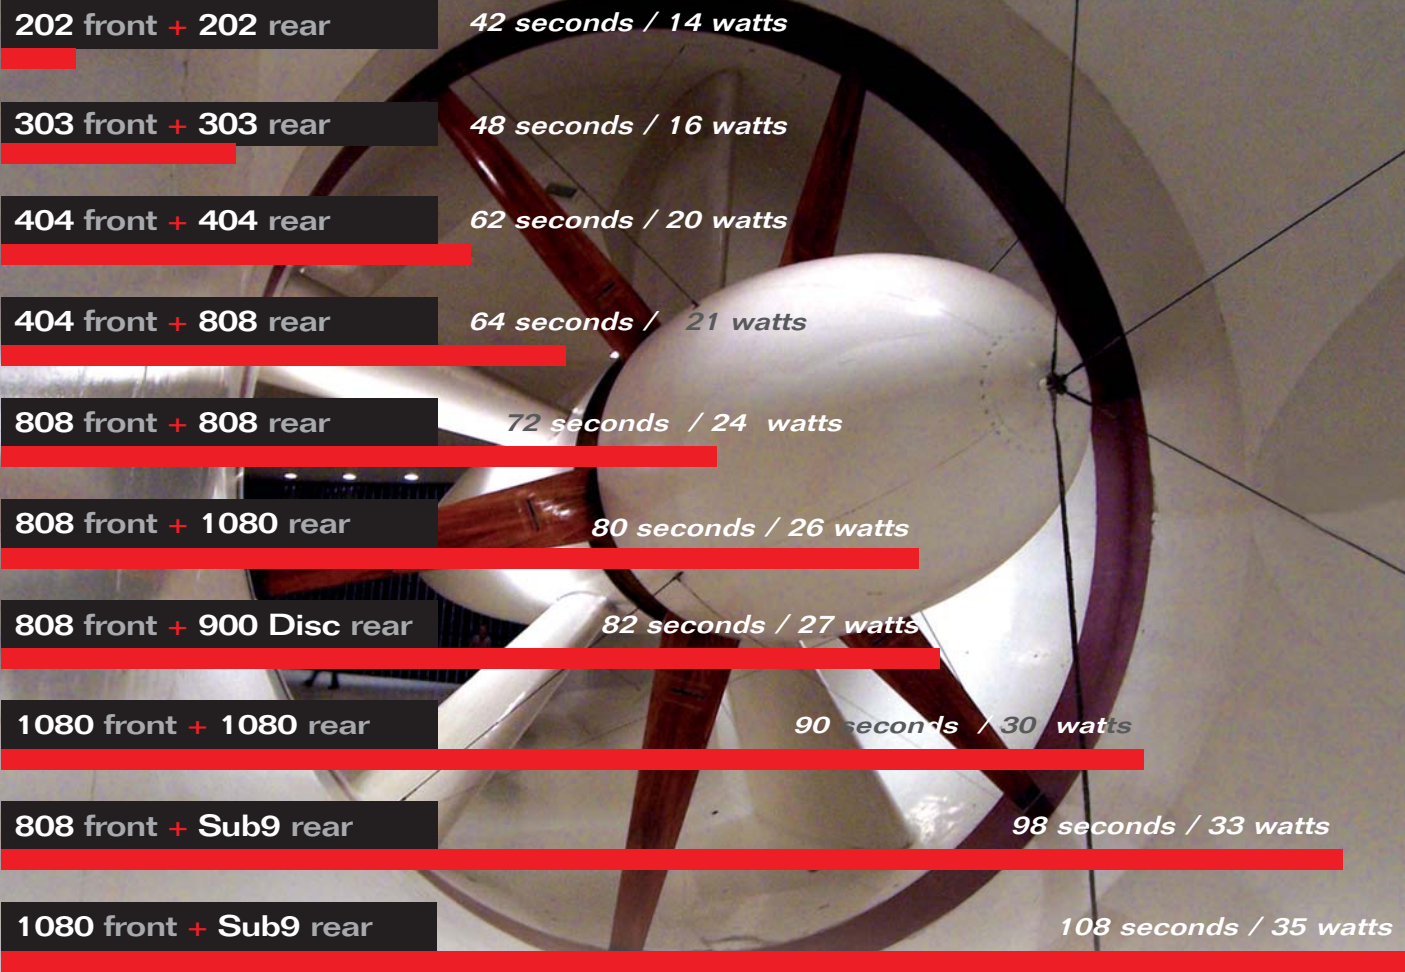 202 front + 202 rear 42 seconds / 14 watts
303 front + 303 rear 48 seconds / 16 watts
404 front + 404 rear 62 seconds / 20 watts
404 front + 808 rear 64 seconds / 21 watts
808 front + 808 rear 72 seconds / 24 watts
808 front + 1080 rear 80 seconds / 26 watts
808 front + 900 Disc rear 82 seconds / 27 watts
1080 front + 1080 rear 90 seconds / 30 watts
808 front + Sub9 rear 98 seconds / 33 watts
1080 front + Sub9 rear 108 seconds / 35 watts